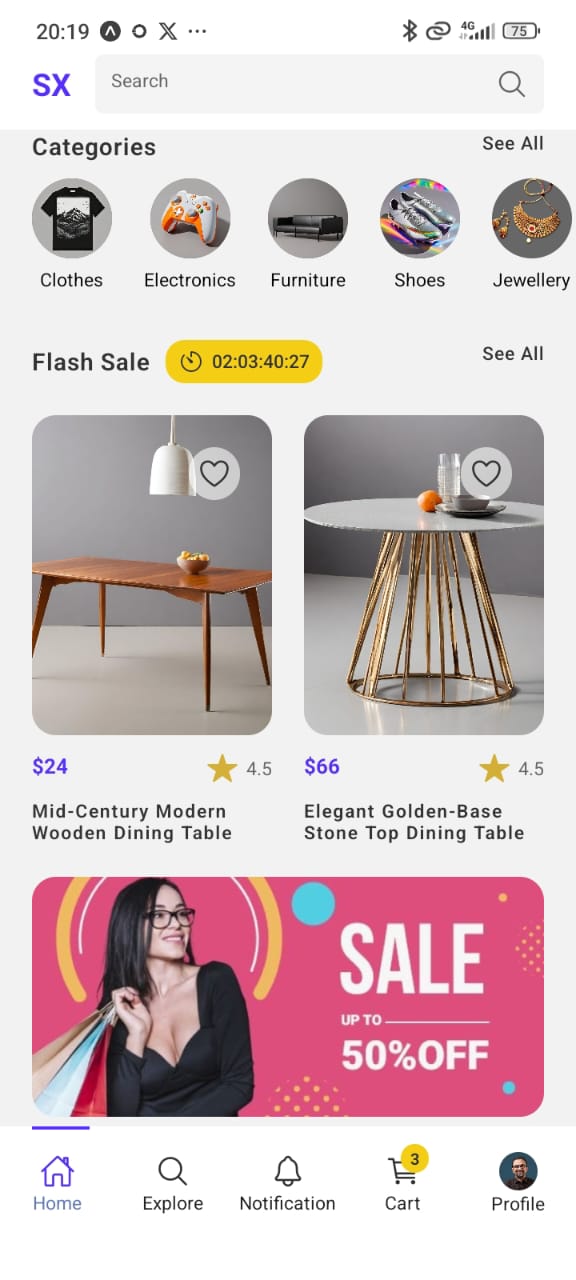 20:19
4G
75
SX
Search
Categories
See All
Clothes
Electronics
Furniture
Shoes
Jewellery
Flash Sale
02:03:40:27
See All
$24
4.5
$66
4.5
Mid-Century Modern
Wooden Dining Table
Elegant Golden-Base
Stone Top Dining Table
SALE
UP TO
50%OFF
3
Home
Explore
Notification
Cart
Profile